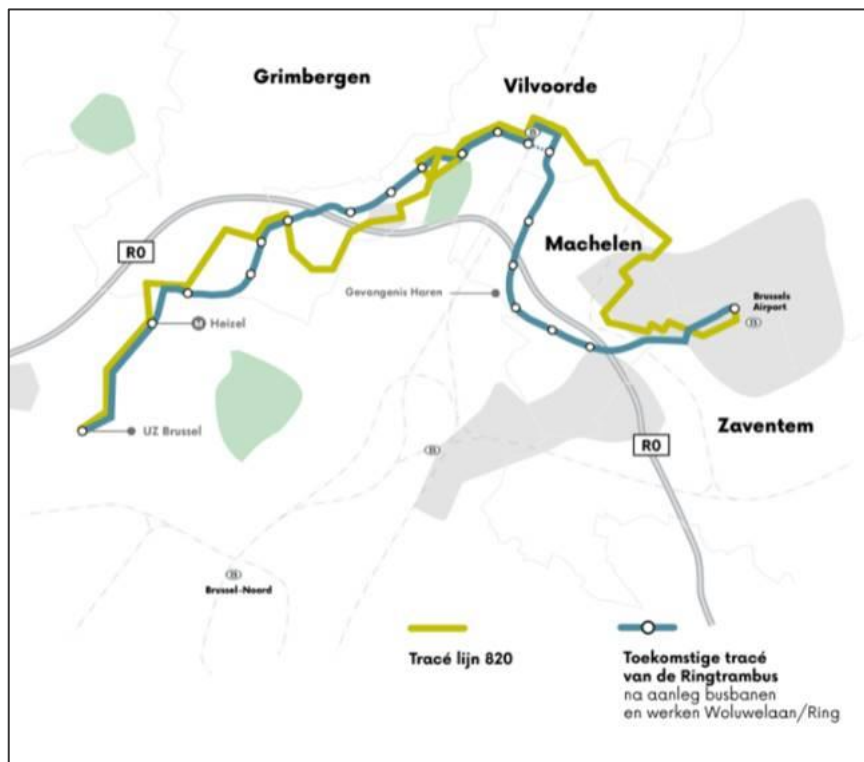 Grimbergen
Vilvoorde
B
R0
Machelen
Gevangenis Haren
Brussels
Airport
B
M Heizel
UZ Brussel
Zaventem
R0
B
B
Brussel-Noord
Tracé lijn 820
Toekomstige tracé
van de Ringtrambus
na aanleg busbanen
en werken Woluwelaan/Ring